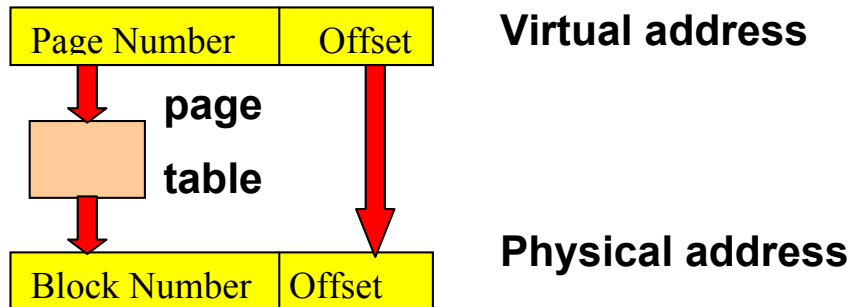 Page Number Offset Virtual address
page
table
Block Number Offset Physical address